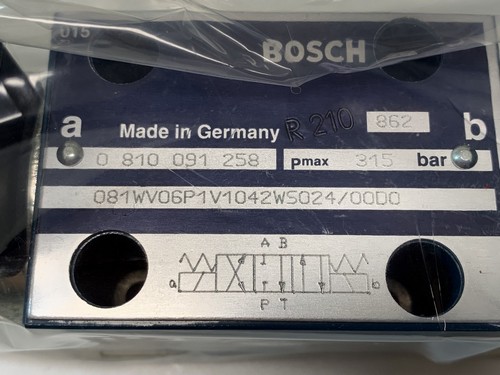 015
BOSCH
a Made in Germany R 210 862 b
0 810 091 258 pmax 315 bar
081WV06P1V1042WS024/00D0
A B
a b
P T